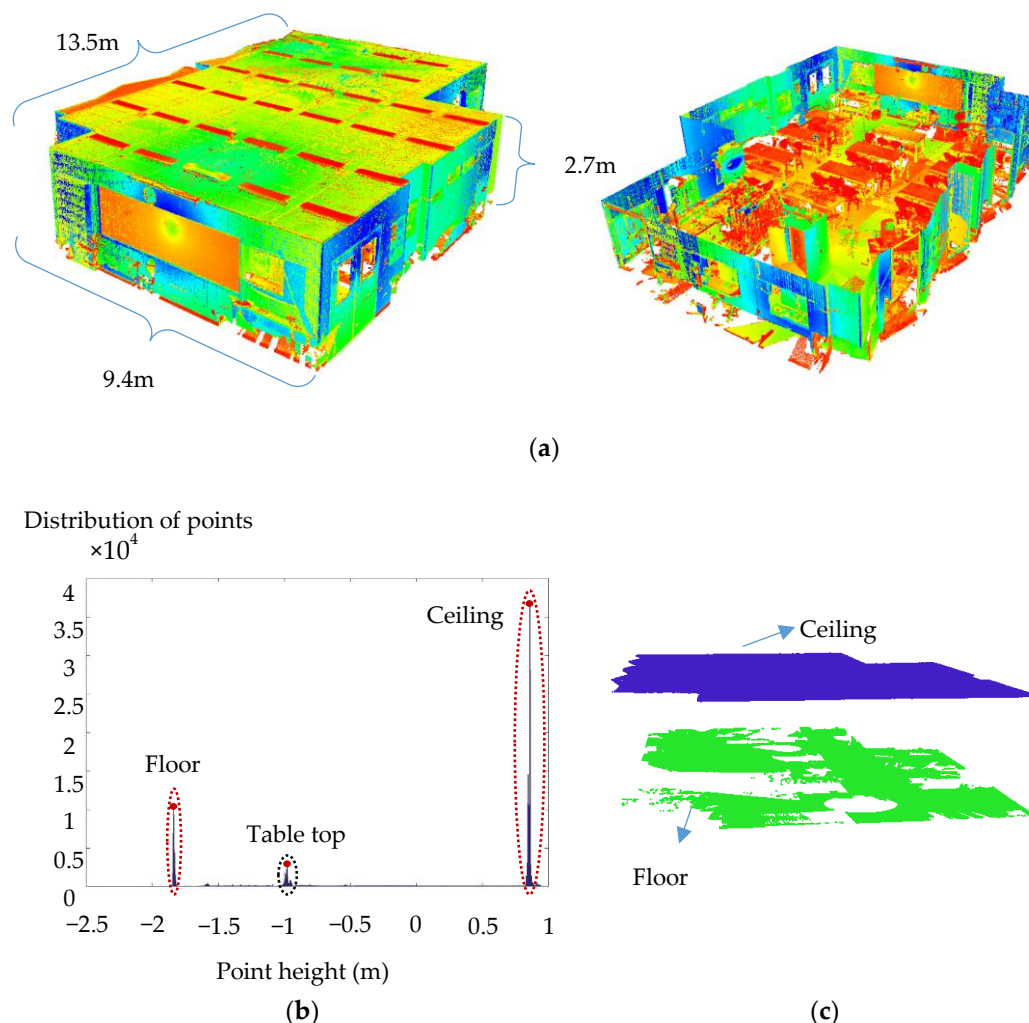 13.5m
2.7m
9.4m
(a)
Distribution of points
×10^4
4
3.5
3
2.5
2
1.5
1
0.5
0
Ceiling
Floor
Table top
−2.5 −2 −1.5 −1 −0.5 0 0.5 1
Point height (m)
(b)
Ceiling
Floor
(c)